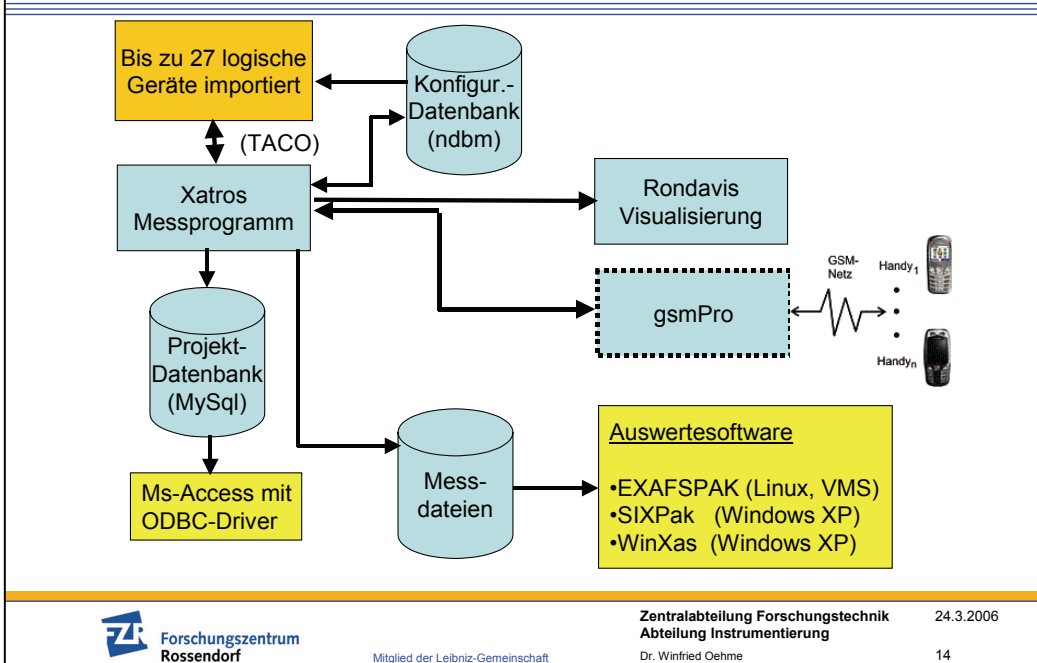 Bis zu 27 logische
Geräte importiert
Konfigur.-
Datenbank
(ndbm)
(TACO)
Xatros
Messprogramm
Rondavis
Visualisierung
gsmPro
GSM-
Netz
Handy1
Handyn
Projekt-
Datenbank
(MySql)
Ms-Access mit
ODBC-Driver
Mess-
dateien
Auswertesoftware
•EXAFSPAK (Linux, VMS)
•SIXPak (Windows XP)
•WinXas (Windows XP)
FZR
Forschungszentrum
Rossendorf
Mitglied der Leibniz-Gemeinschaft
Zentralabteilung Forschungstechnik 24.3.2006
Abteilung Instrumentierung
Dr. Winfried Oehme 14